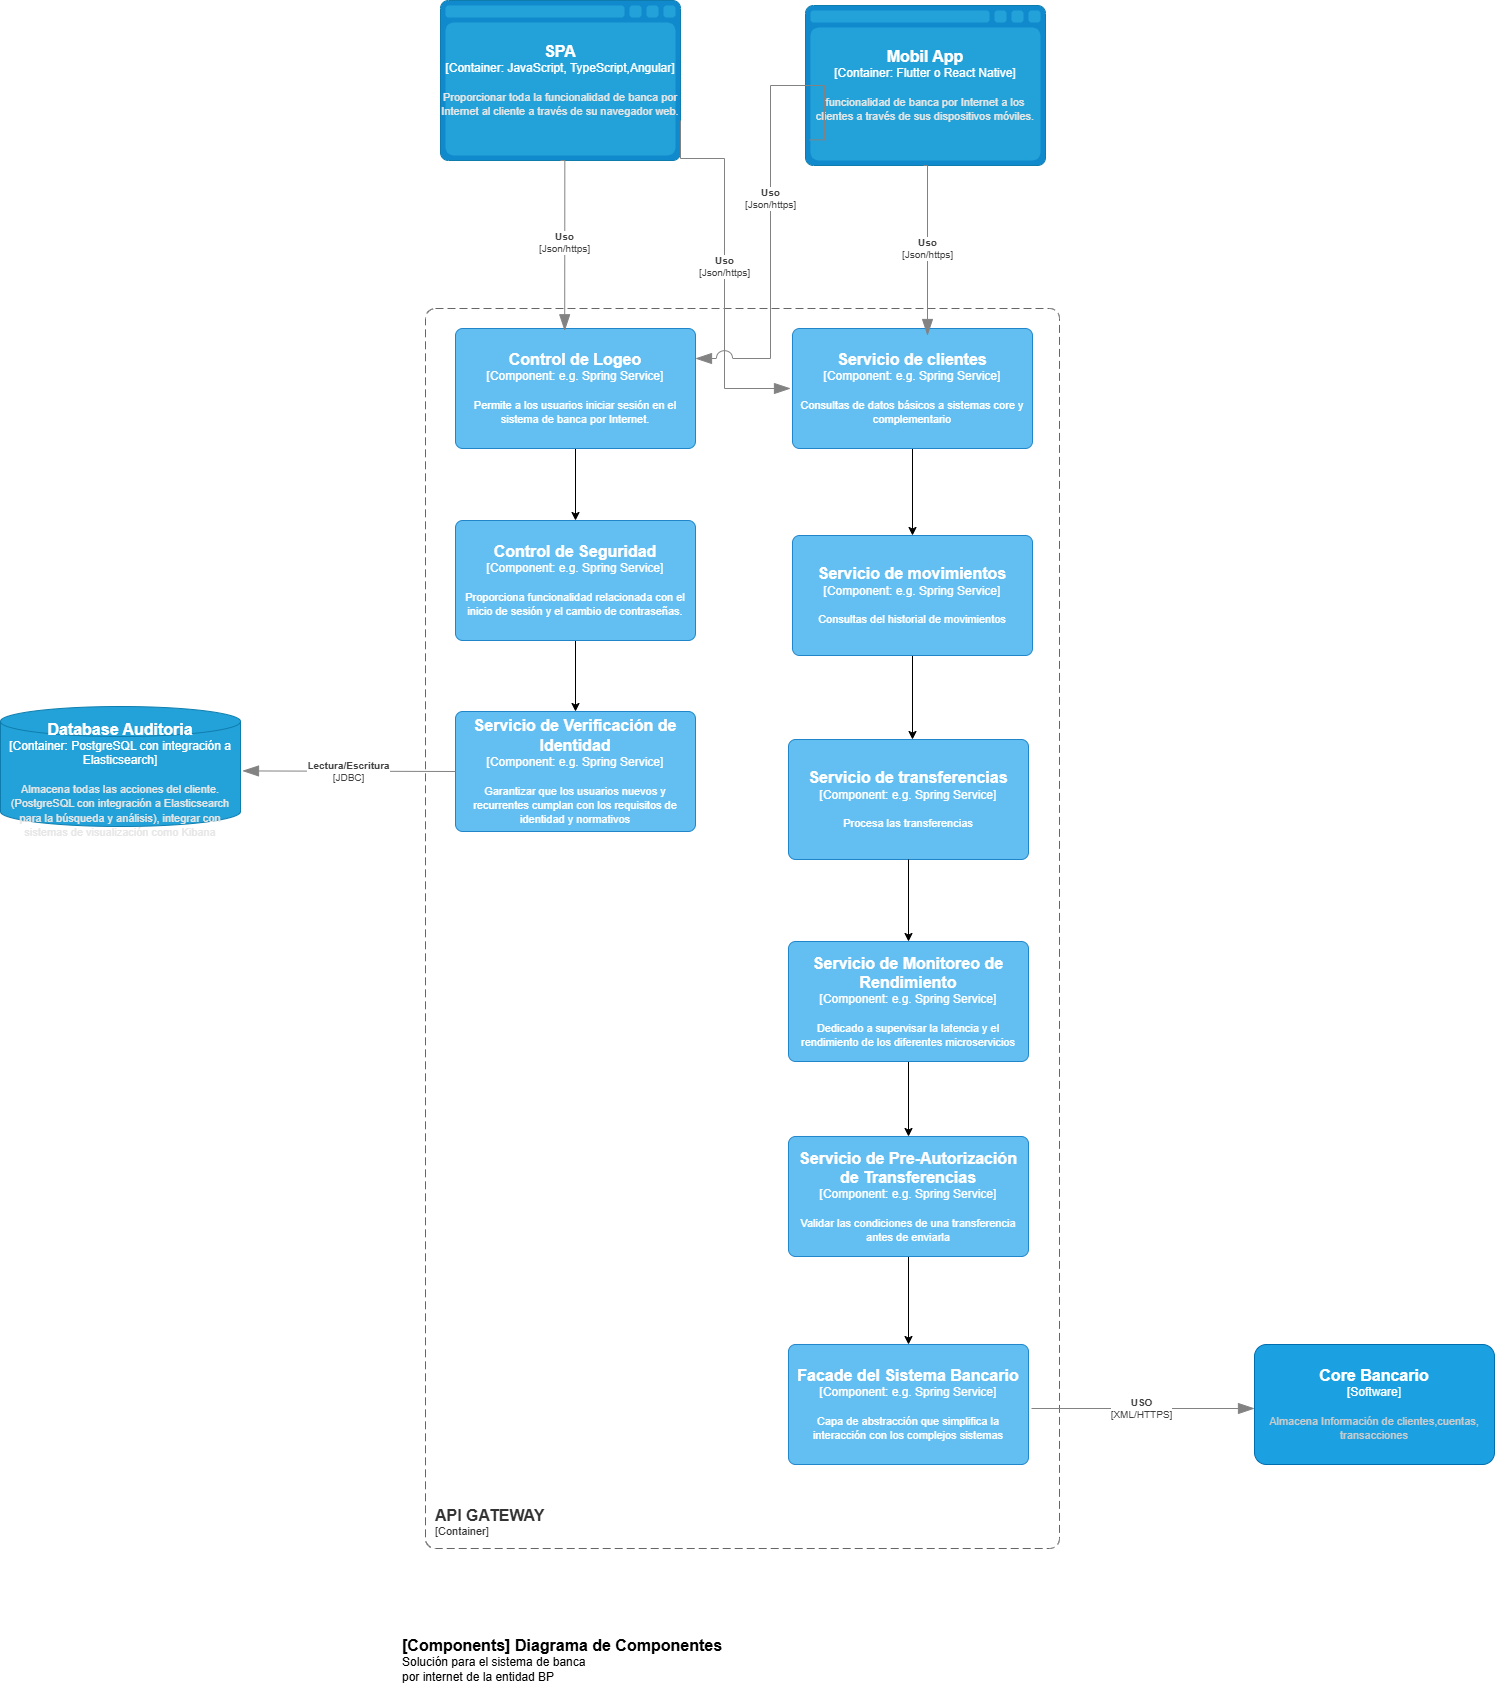 SPA
[Container: JavaScript, TypeScript,Angular]
Proporcionar toda la funcionalidad de banca por
Internet al cliente a través de su navegador web.
Mobil App
[Container: Flutter o React Native]
funcionalidad de banca por Internet a los
clientes a través de sus dispositivos móviles.
Uso
[Json/https]
Uso
[Json/https]
Uso
[Json/https]
Uso
[Json/https]
Control de Logeo
[Component: e.g. Spring Service]
Permite a los usuarios iniciar sesión en el
sistema de banca por Internet.
Servicio de clientes
[Component: e.g. Spring Service]
Consultas de datos básicos a sistemas core y
complementario
Control de Seguridad
[Component: e.g. Spring Service]
Proporciona funcionalidad relacionada con el
inicio de sesión y el cambio de contraseñas.
Servicio de movimientos
[Component: e.g. Spring Service]
Consultas del historial de movimientos
Database Auditoria
[Container: PostgreSQL con integración a
Elasticsearch]
Almacena todas las acciones del cliente.
(PostgreSQL con integración a Elasticsearch
para la búsqueda y análisis), integrar con
sistemas de visualización como Kibana
Lectura/Escritura
[JDBC]
Servicio de Verificación de
Identidad
[Component: e.g. Spring Service]
Garantizar que los usuarios nuevos y
recurrentes cumplan con los requisitos de
identidad y normativos
Servicio de transferencias
[Component: e.g. Spring Service]
Procesa las transferencias
Servicio de Monitoreo de
Rendimiento
[Component: e.g. Spring Service]
Dedicado a supervisar la latencia y el
rendimiento de los diferentes microservicios
Servicio de Pre-Autorización
de Transferencias
[Component: e.g. Spring Service]
Validar las condiciones de una transferencia
antes de enviarla
Facade del Sistema Bancario
[Component: e.g. Spring Service]
Capa de abstracción que simplifica la
interacción con los complejos sistemas
USO
[XML/HTTPS]
Core Bancario
[Software]
Almacena Información de clientes,cuentas,
transacciones
API GATEWAY
[Container]
[Components] Diagrama de Componentes
Solución para el sistema de banca
por internet de la entidad BP